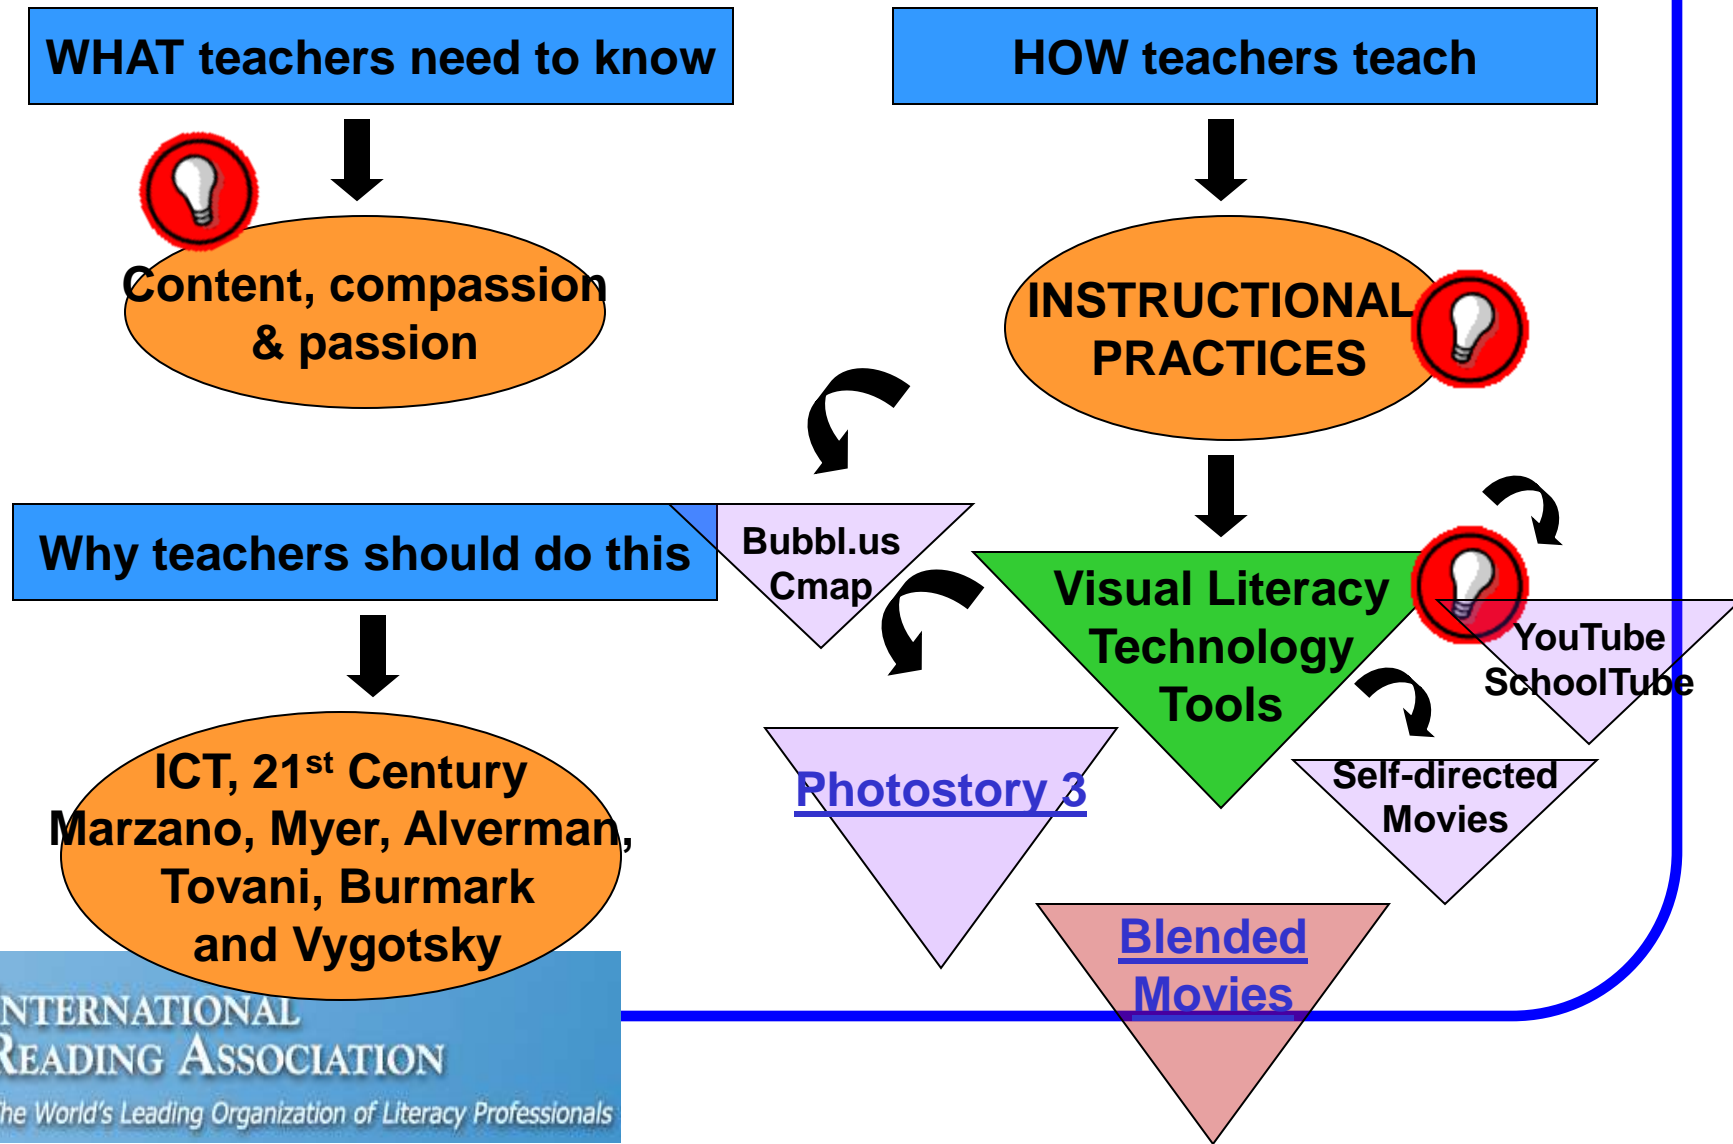 WHAT teachers need to know
Content, compassion
& passion
HOW teachers teach
INSTRUCTIONAL
PRACTICES
Why teachers should do this
ICT, 21st Century
Marzano, Myer, Alverman,
Tovani, Burmark
and Vygotsky
Bubbl.us
Cmap
Visual Literacy
Technology
Tools
YouTube
SchoolTube
Self-directed
Movies
Photostory 3
Blended
Movies
NTERNATIONAL
READING ASSOCIATION
The World's Leading Organization of Literacy Professionals